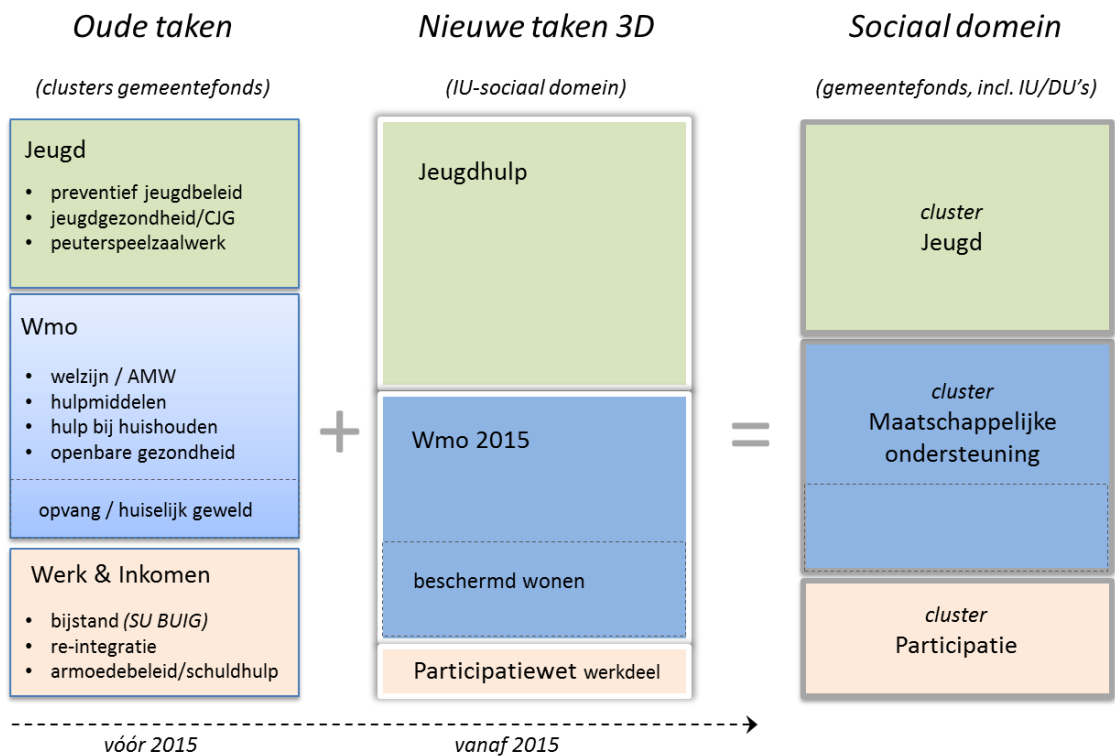 Oude taken
(clusters gemeentefonds)
Jeugd
• preventief jeugdbeleid
• jeugdgezondheid/CJG
• peuterspeelzaalwerk
Wmo
• welzijn / AMW
• hulpmiddelen
• hulp bij huishouden
• openbare gezondheid
opvang / huiselijk geweld
Werk & Inkomen
• bijstand (SU BUIG)
• re-integratie
• armoedebeleid/schuldhulp
vóór 2015
+
Nieuwe taken 3D
(IU-sociaal domein)
Jeugdhulp
Wmo 2015
beschermd wonen
Participatiewet werkdeel
vanaf 2015
=
Sociaal domein
(gemeentefonds, incl. IU/DU's)
cluster
Jeugd
cluster
Maatschappelijke
ondersteuning
cluster
Participatie